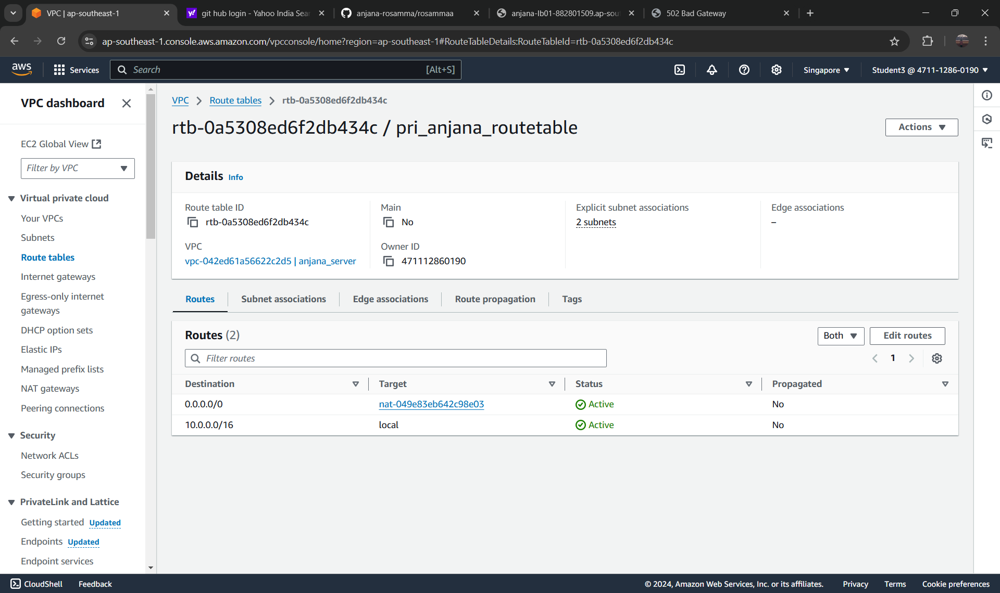 VPC | ap-southeast-1
git hub login - Yahoo India Sear
anjana-rosamma/rosammaa
anjana-lb01-882801509.ap-sout
502 Bad Gateway
ap-southeast-1.console.aws.amazon.com/vpcconsole/home?region=ap-southeast-1#RouteTableDetails:RouteTableId=rtb-0a5308ed6f2db434c
aws
Services
Search
[Alt+S]
Singapore
Student3 @ 4711-1286-0190
VPC dashboard
EC2 Global View
Filter by VPC
Virtual private cloud
Your VPCs
Subnets
Route tables
Internet gateways
Egress-only internet
gateways
DHCP option sets
Elastic IPs
Managed prefix lists
NAT gateways
Peering connections
Security
Network ACLs
Security groups
PrivateLink and Lattice
Getting started Updated
Endpoints Updated
Endpoint services
VPC > Route tables > rtb-0a5308ed6f2db434c
rtb-0a5308ed6f2db434c / pri_anjana_routetable
Actions
Details Info
Route table ID
rtb-0a5308ed6f2db434c
Main
No
Explicit subnet associations
2 subnets
Edge associations
–
VPC
vpc-042ed61a56622c2d5 | anjana_server
Owner ID
471112860190
Routes
Subnet associations
Edge associations
Route propagation
Tags
Routes (2)
Both
Edit routes
Filter routes
1
Destination Target Status Propagated
0.0.0.0/0 nat-049e83eb642c98e03 Active No
10.0.0.0/16 local Active No
CloudShell
Feedback
© 2024, Amazon Web Services, Inc. or its affiliates.
Privacy
Terms
Cookie preferences